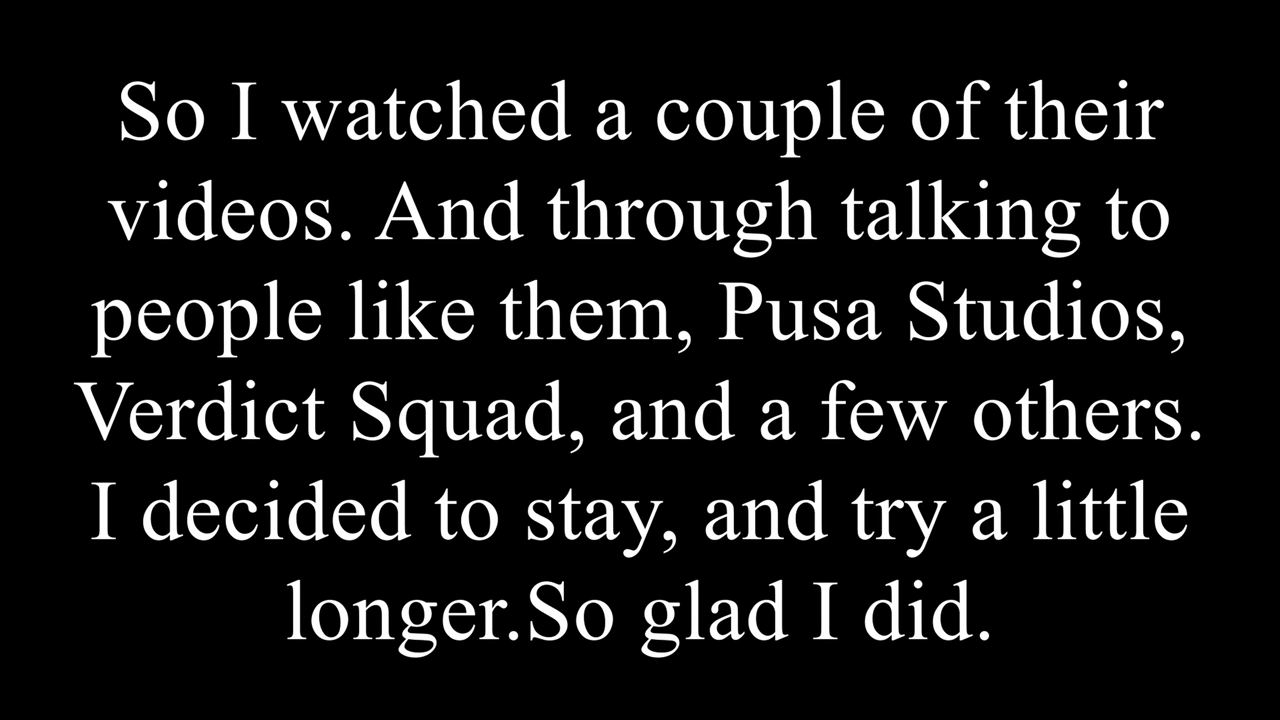 So I watched a couple of their
videos. And through talking to
people like them, Pusa Studios,
Verdict Squad, and a few others.
I decided to stay, and try a little
longer.So glad I did.